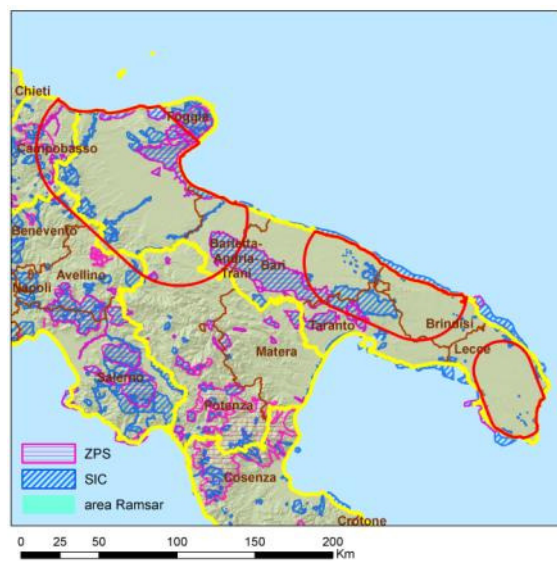 Chieti
Foggia
Campobasso
Benevento
Barletta-
Andria-
Trani
Bari
Avellino
Napoli
Taranto
Brindisi
Matera
Lecce
Salerno
Potenza
ZPS
SIC
Cosenza
area Ramsar
Crotone
0 25 50 100 150 200
Km